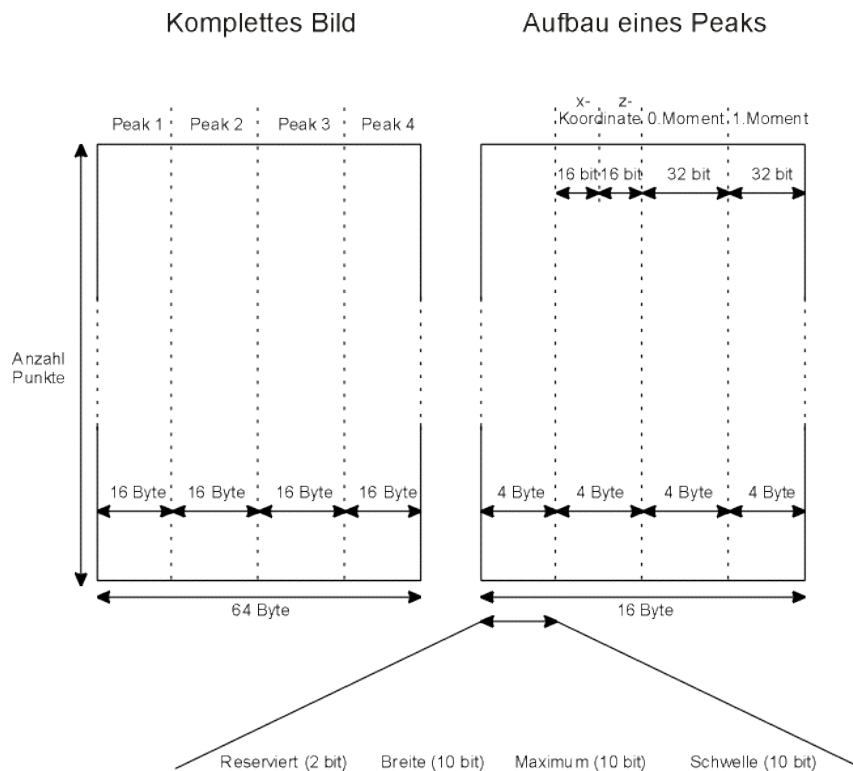 Komplettes Bild
Aufbau eines Peaks
Peak 1 Peak 2 Peak 3 Peak 4
x- z-
Koordinate 0.Moment 1.Moment
16 bit 16 bit 32 bit 32 bit
Anzahl
Punkte
16 Byte 16 Byte 16 Byte 16 Byte
4 Byte 4 Byte 4 Byte 4 Byte
64 Byte
16 Byte
Reserviert (2 bit) Breite (10 bit) Maximum (10 bit) Schwelle (10 bit)